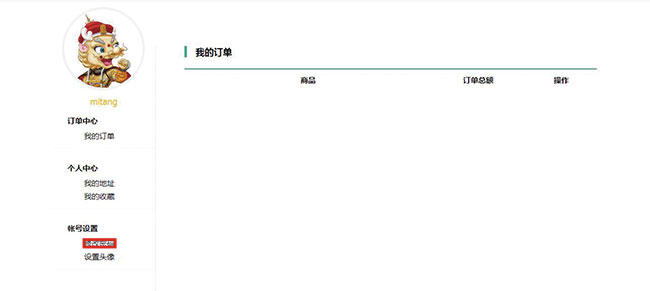 mitang
订单中心
我的订单
个人中心
我的地址
我的收藏
帐号设置
设置头像
我的订单
商品 订单总额 操作